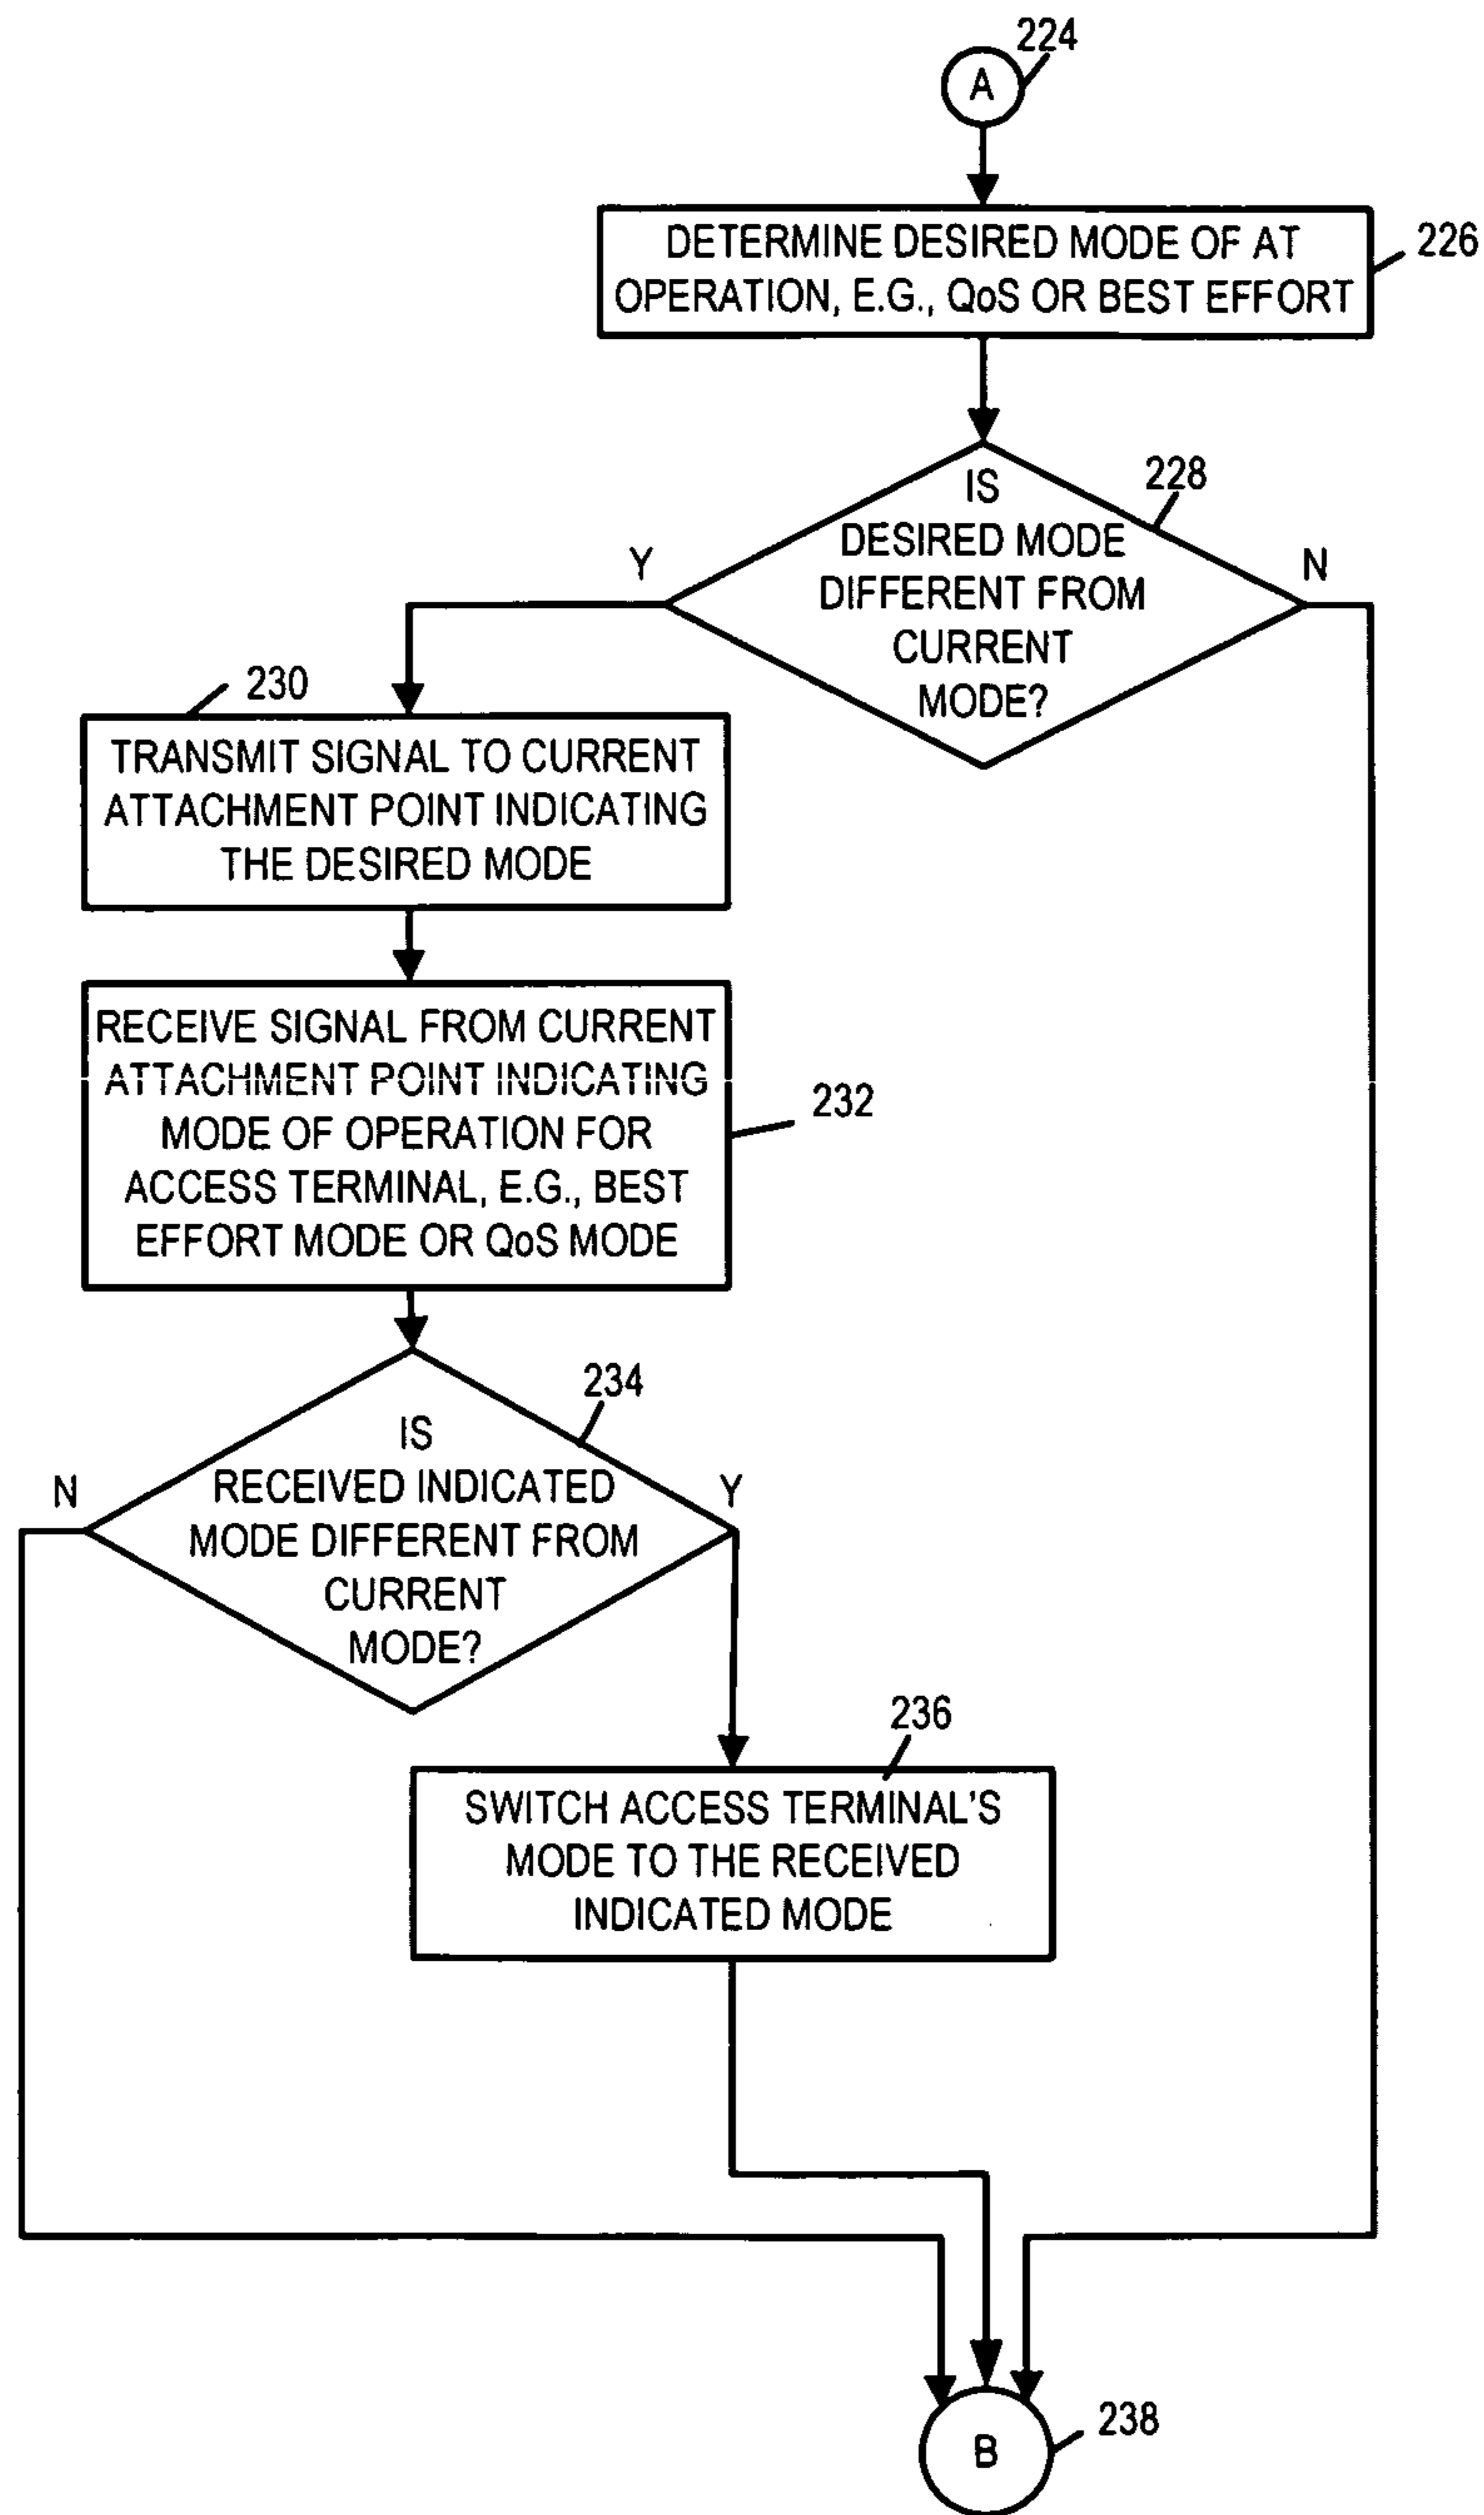 224
A
DETERMINE DESIRED MODE OF AT
OPERATION, E.G., QoS OR BEST EFFORT
226
IS
DESIRED MODE
DIFFERENT FROM
CURRENT
MODE?
228
Y
N
230
TRANSMIT SIGNAL TO CURRENT
ATTACHMENT POINT INDICATING
THE DESIRED MODE
RECEIVE SIGNAL FROM CURRENT
ATTACHMENT POINT INDICATING
MODE OF OPERATION FOR
ACCESS TERMINAL, E.G., BEST
EFFORT MODE OR QoS MODE
232
234
IS
RECEIVED INDICATED
MODE DIFFERENT FROM
CURRENT
MODE?
N
Y
236
SWITCH ACCESS TERMINAL'S
MODE TO THE RECEIVED
INDICATED MODE
B
238